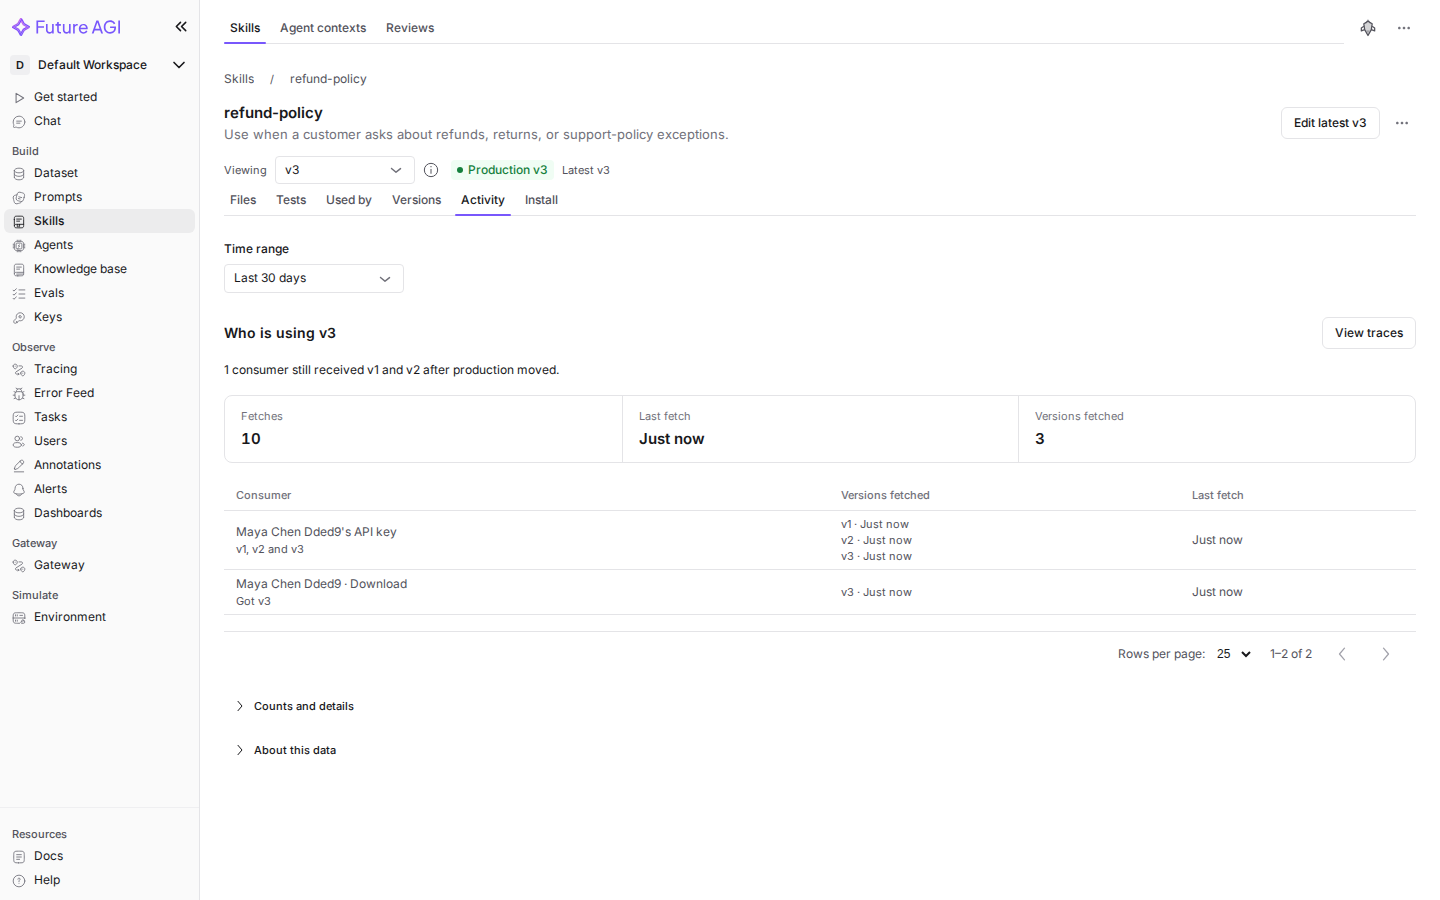 Future AGI
D Default Workspace
Get started
Chat
Build
Dataset
Prompts
Skills
Agents
Knowledge base
Evals
Keys
Observe
Tracing
Error Feed
Tasks
Users
Annotations
Alerts
Dashboards
Gateway
Gateway
Simulate
Environment
Resources
Docs
Help
Skills Agent contexts Reviews
Skills / refund-policy
refund-policy
Use when a customer asks about refunds, returns, or support-policy exceptions.
Edit latest v3
Viewing v3 Production v3 Latest v3
Files Tests Used by Versions Activity Install
Time range
Last 30 days
Who is using v3
View traces
1 consumer still received v1 and v2 after production moved.
Fetches Last fetch Versions fetched
10 Just now 3
Consumer Versions fetched Last fetch
Maya Chen Dded9's API key
v1, v2 and v3
v1 · Just now
v2 · Just now
v3 · Just now
Just now
Maya Chen Dded9 · Download
Got v3
v3 · Just now
Just now
Rows per page: 25 1–2 of 2
Counts and details
About this data